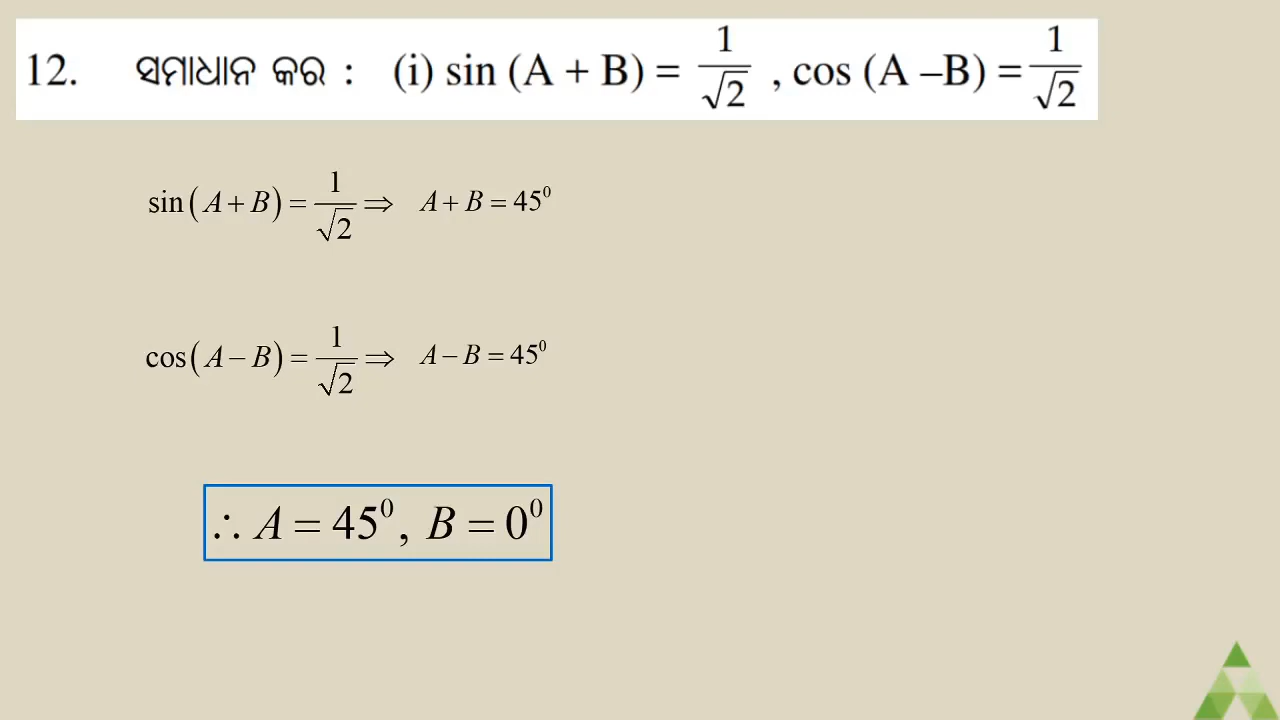 12. ସମାଧାନ କର : (i) sin (A + B) = 1/√2 , cos (A –B) = 1/√2
sin(A+B) = 1/√2 ⇒ A+B = 45⁰
cos(A−B) = 1/√2 ⇒ A−B = 45⁰
∴ A = 45⁰, B = 0⁰